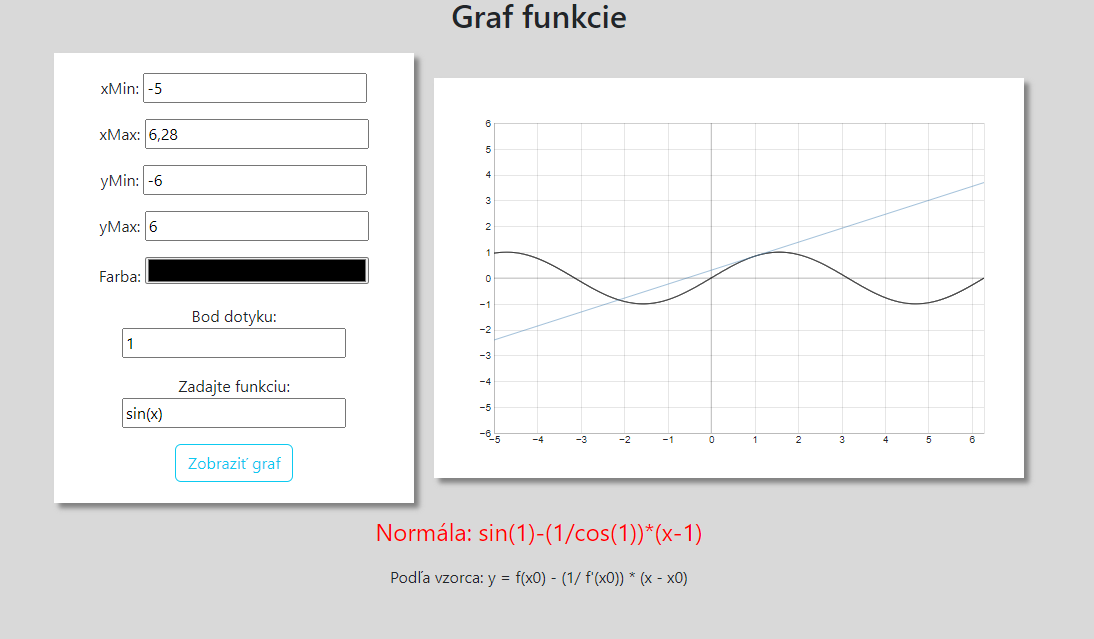 Graf funkcie
xMin: -5
xMax: 6,28
yMin: -6
yMax: 6
Farba:
Bod dotyku:
1
Zadajte funkciu:
sin(x)
Zobraziť graf
6
5
4
3
2
1
0
−1
−2
−3
−4
−5
−6
−5 −4 −3 −2 −1 0 1 2 3 4 5 6
Normála: sin(1)-(1/cos(1))*(x-1)
Podľa vzorca: y = f(x0) - (1/ f'(x0)) * (x - x0)